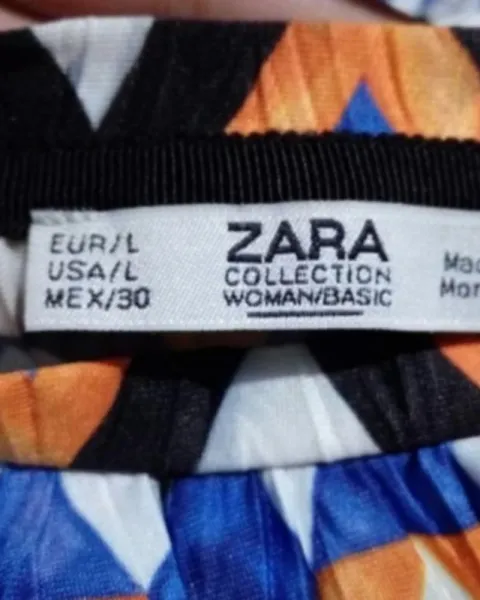 EUR/L
USA/L
MEX/30
ZARA
COLLECTION
WOMAN/BASIC